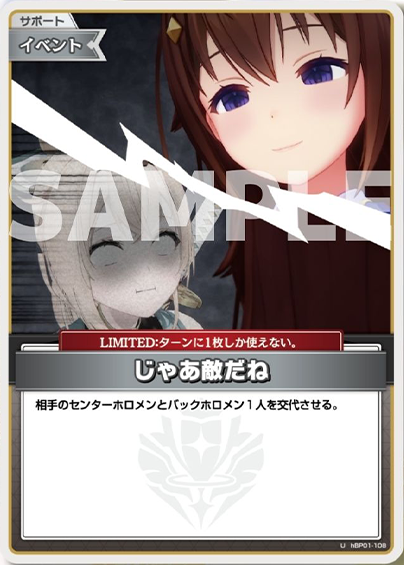 サポート
イベント
SAMPLE
LIMITED:ターンに1枚しか使えない。
じゃあ敵だね
相手のセンターホロメンとバックホロメン1人を交代させる。
U hBP01-108